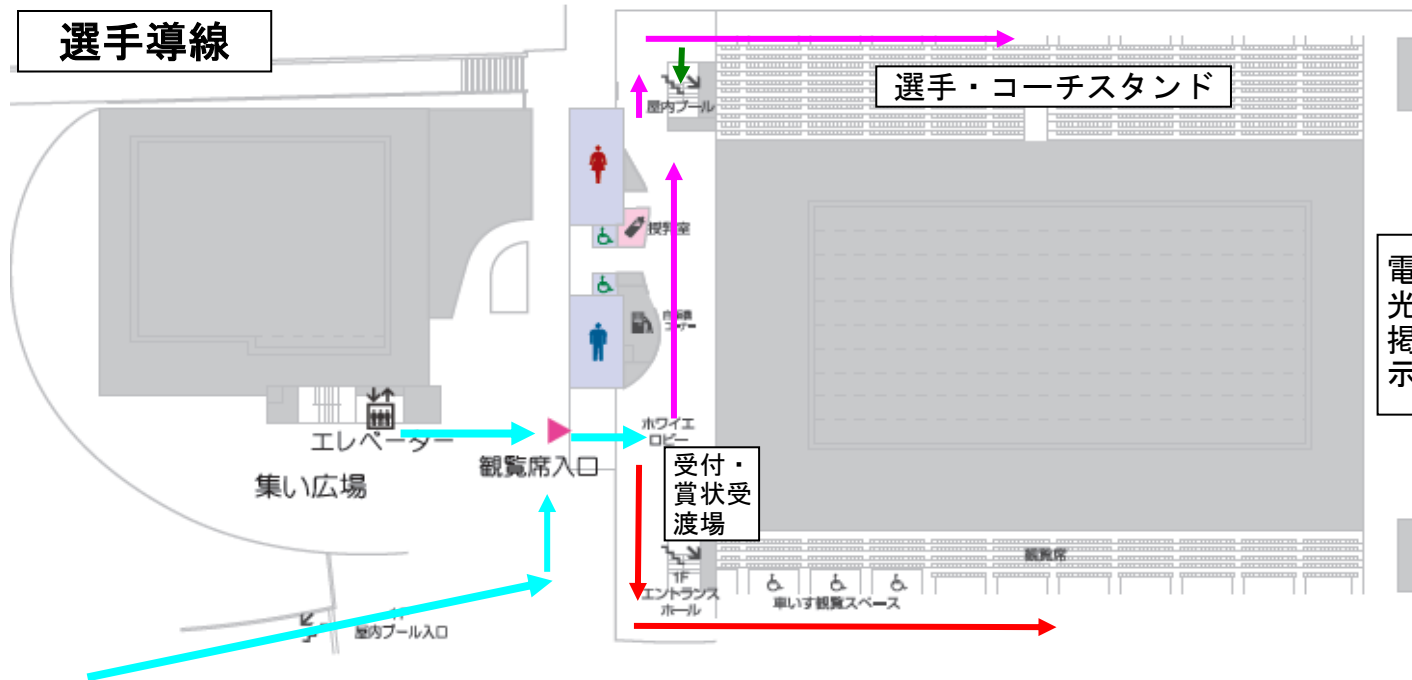 選手導線
選手・コーチスタンド
屋内プール
授乳室
電
光
掲
示
ホワイエ
ロビー
エレベーター
観覧席入口
集い広場
受付・
賞状受
渡場
観覧席
1F
エントランス
ホール
車いす観覧スペース
屋内プール入口